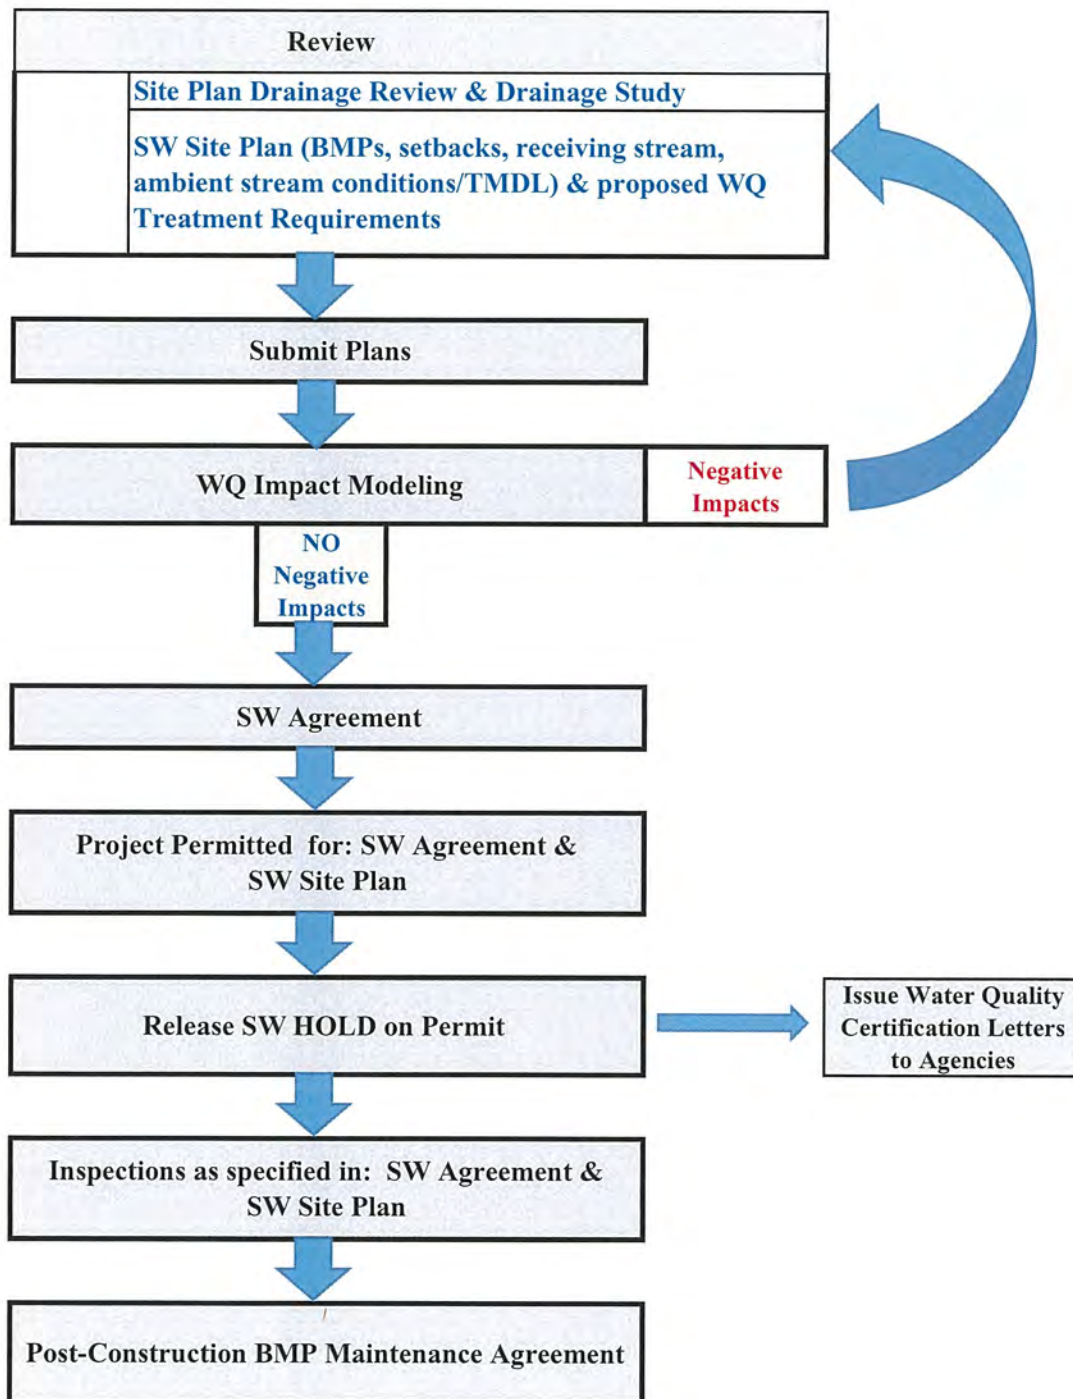 Review
Site Plan Drainage Review & Drainage Study
SW Site Plan (BMPs, setbacks, receiving stream,
ambient stream conditions/TMDL) & proposed WQ
Treatment Requirements
Submit Plans
WQ Impact Modeling
Negative
Impacts
NO
Negative
Impacts
SW Agreement
Project Permitted for: SW Agreement &
SW Site Plan
Release SW HOLD on Permit
Issue Water Quality
Certification Letters
to Agencies
Inspections as specified in: SW Agreement &
SW Site Plan
Post-Construction BMP Maintenance Agreement